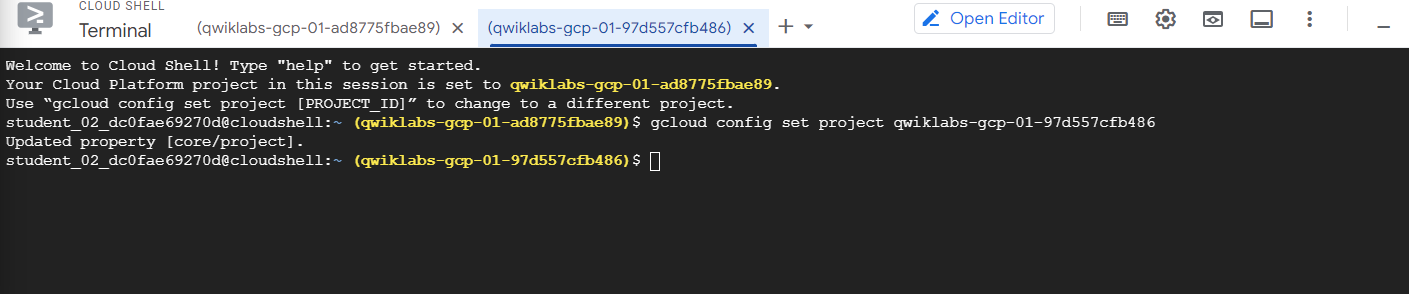 CLOUD SHELL
Terminal
(qwiklabs-gcp-01-ad8775fbae89)
(qwiklabs-gcp-01-97d557cfb486)
Open Editor
Welcome to Cloud Shell! Type "help" to get started.
Your Cloud Platform project in this session is set to qwiklabs-gcp-01-ad8775fbae89.
Use “gcloud config set project [PROJECT_ID]” to change to a different project.
student_02_dc0fae69270d@cloudshell:~ (qwiklabs-gcp-01-ad8775fbae89)$ gcloud config set project qwiklabs-gcp-01-97d557cfb486
Updated property [core/project].
student_02_dc0fae69270d@cloudshell:~ (qwiklabs-gcp-01-97d557cfb486)$